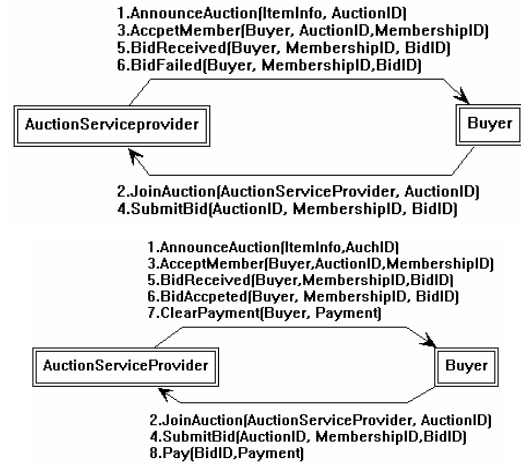 1.AnnounceAuction(ItemInfo, AuctionID)
3.AccpetMember(Buyer, AuctionID,MembershipID)
5.BidReceived(Buyer, MembershipID, BidID)
6.BidFailed(Buyer, MembershipID,BidID)
AuctionServiceprovider
Buyer
2.JoinAuction(AuctionServiceProvider, AuctionID)
4.SubmitBid(AuctionID, MembershipID, BidID)
1.AnnounceAuction(ItemInfo,AuchID)
3.AcceptMember(Buyer,AuctionID,MembershipID)
5.BidReceived(Buyer,MembershipID,BidID)
6.BidAccpeted(Buyer, MembershipID, BidID)
7.ClearPayment(Buyer, Payment)
AuctionServiceProvider
Buyer
2.JoinAuction(AuctionServiceProvider, AuctionID)
4.SubmitBid(AuctionID, MembershipID,BidID)
8.Pay(BidID,Payment)